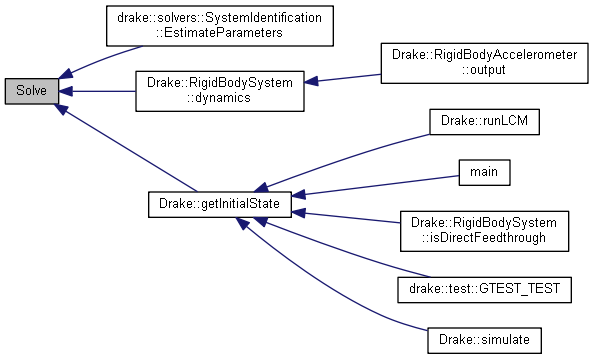 drake::solvers::SystemIdentification
::EstimateParameters
Solve
Drake::RigidBodySystem
::dynamics
Drake::RigidBodyAccelerometer
::output
Drake::getInitialState
Drake::runLCM
main
Drake::RigidBodySystem
::isDirectFeedthrough
drake::test::GTEST_TEST
Drake::simulate